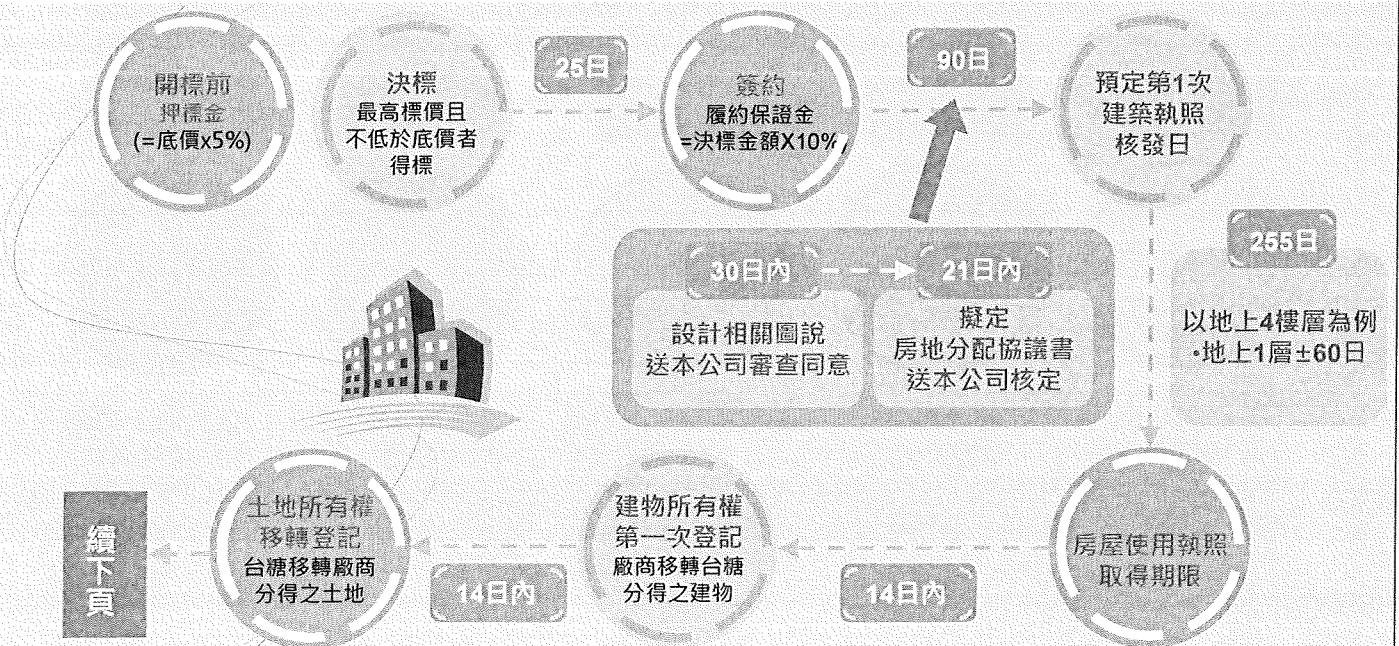 開標前
押標金
(=底價x5%)
決標
最高標價且
不低於底價者
得標
25日
簽約
履約保證金
=決標金額X10%
90日
預定第1次
建築執照
核發日
30日內
設計相關圖說
送本公司審查同意
21日內
擬定
房地分配協議書
送本公司核定
255日
以地上4樓層為例
•地上1層±60日
房屋使用執照
取得期限
14日內
建物所有權
第一次登記
廠商移轉台糖
分得之建物
14日內
土地所有權
移轉登記
台糖移轉廠商
分得之土地
續下頁